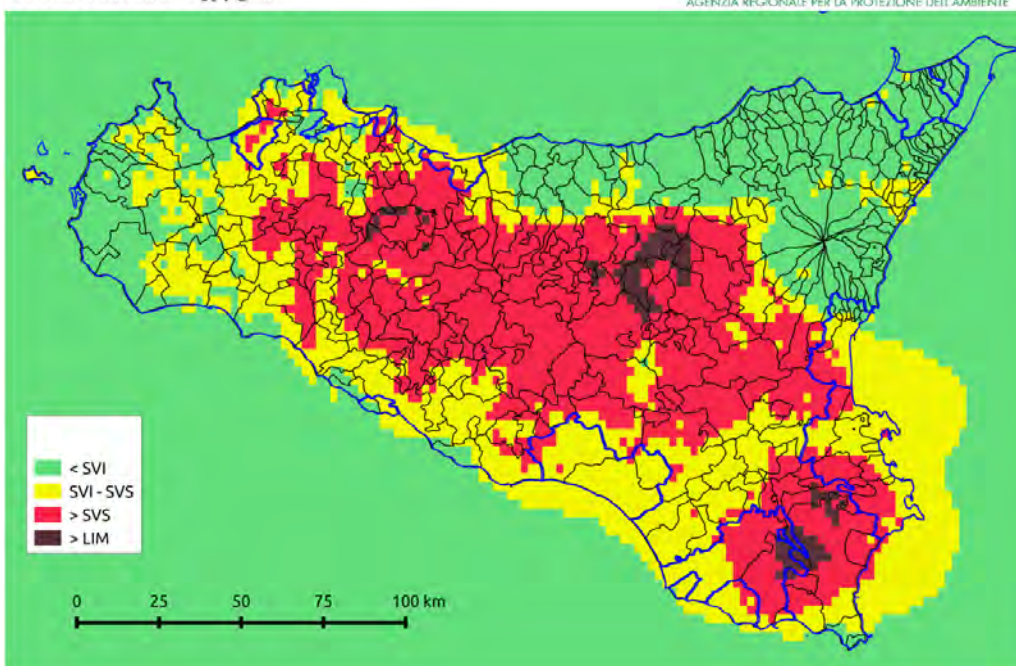 AGENZIA REGIONALE PER LA PROTEZIONE DELL'AMBIENTE
< SVI
SVI - SVS
> SVS
> LIM
0 25 50 75 100 km